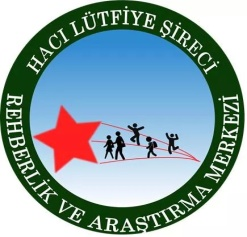 HACI LÜTFİYE ŞİRECİ
REHBERLİK VE ARAŞTIRMA MERKEZİ